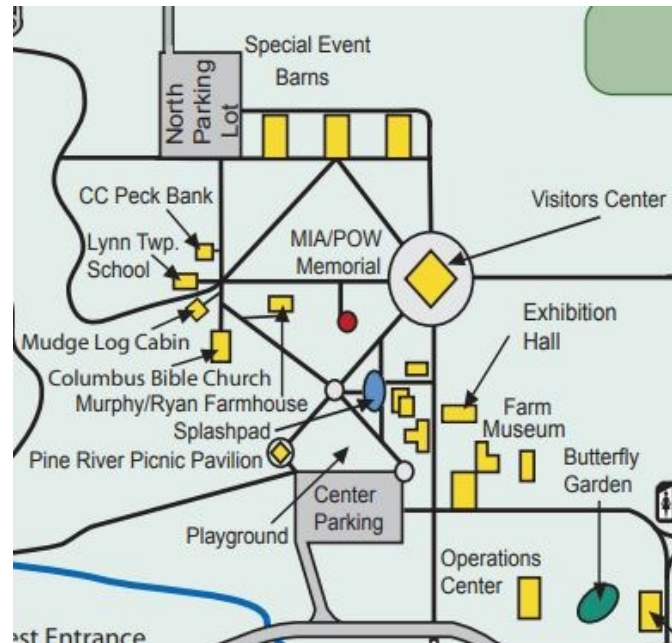 Special Event
Barns
North
Parking
Lot
CC Peck Bank
Visitors Center
Lynn Twp.
School
MIA/POW
Memorial
Exhibition
Hall
Mudge Log Cabin
Columbus Bible Church
Murphy/Ryan Farmhouse
Farm
Museum
Splashpad
Pine River Picnic Pavilion
Butterfly
Garden
Center
Parking
Playground
Operations
Center
est Entrance